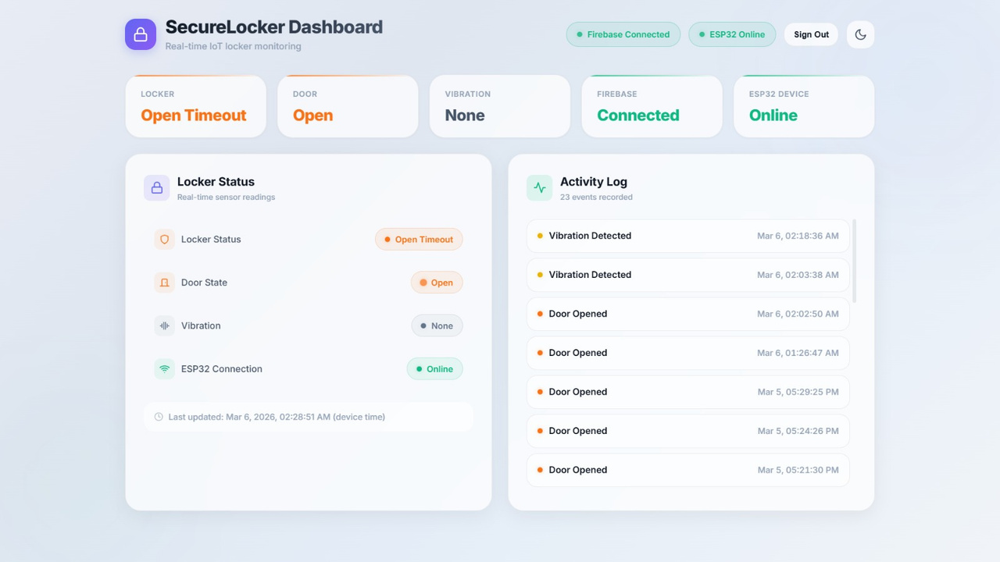 SecureLocker Dashboard
Real-time IoT locker monitoring
Firebase Connected
ESP32 Online
Sign Out
LOCKER
Open Timeout
DOOR
Open
VIBRATION
None
FIREBASE
Connected
ESP32 DEVICE
Online
Locker Status
Real-time sensor readings
Locker Status
Open Timeout
Door State
Open
Vibration
None
ESP32 Connection
Online
Last updated: Mar 6, 2026, 02:28:51 AM (device time)
Activity Log
23 events recorded
Vibration Detected
Mar 6, 02:18:36 AM
Vibration Detected
Mar 6, 02:03:38 AM
Door Opened
Mar 6, 02:02:50 AM
Door Opened
Mar 6, 01:26:47 AM
Door Opened
Mar 5, 05:29:25 PM
Door Opened
Mar 5, 05:24:26 PM
Door Opened
Mar 5, 05:21:30 PM